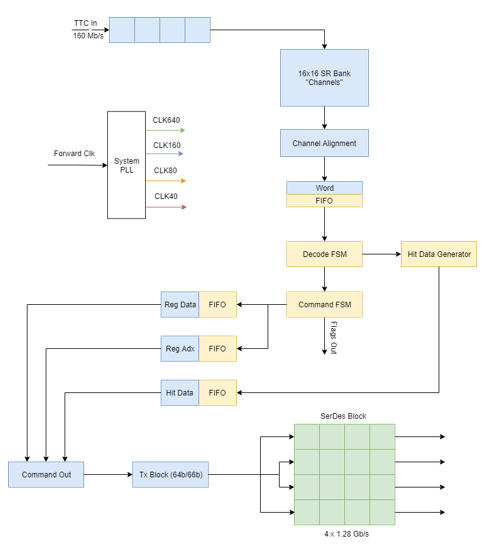 TTC In
160 Mb/s
16x16 SR Bank
"Channels"
Channel Alignment
Word
FIFO
Forward Clk
System
PLL
CLK640
CLK160
CLK80
CLK40
Decode FSM
Hit Data Generator
Command FSM
Flags Out
Reg Data
FIFO
Reg Adx
FIFO
Hit Data
FIFO
Command Out
Tx Block (64b/66b)
SerDes Block
4 x 1.28 Gb/s